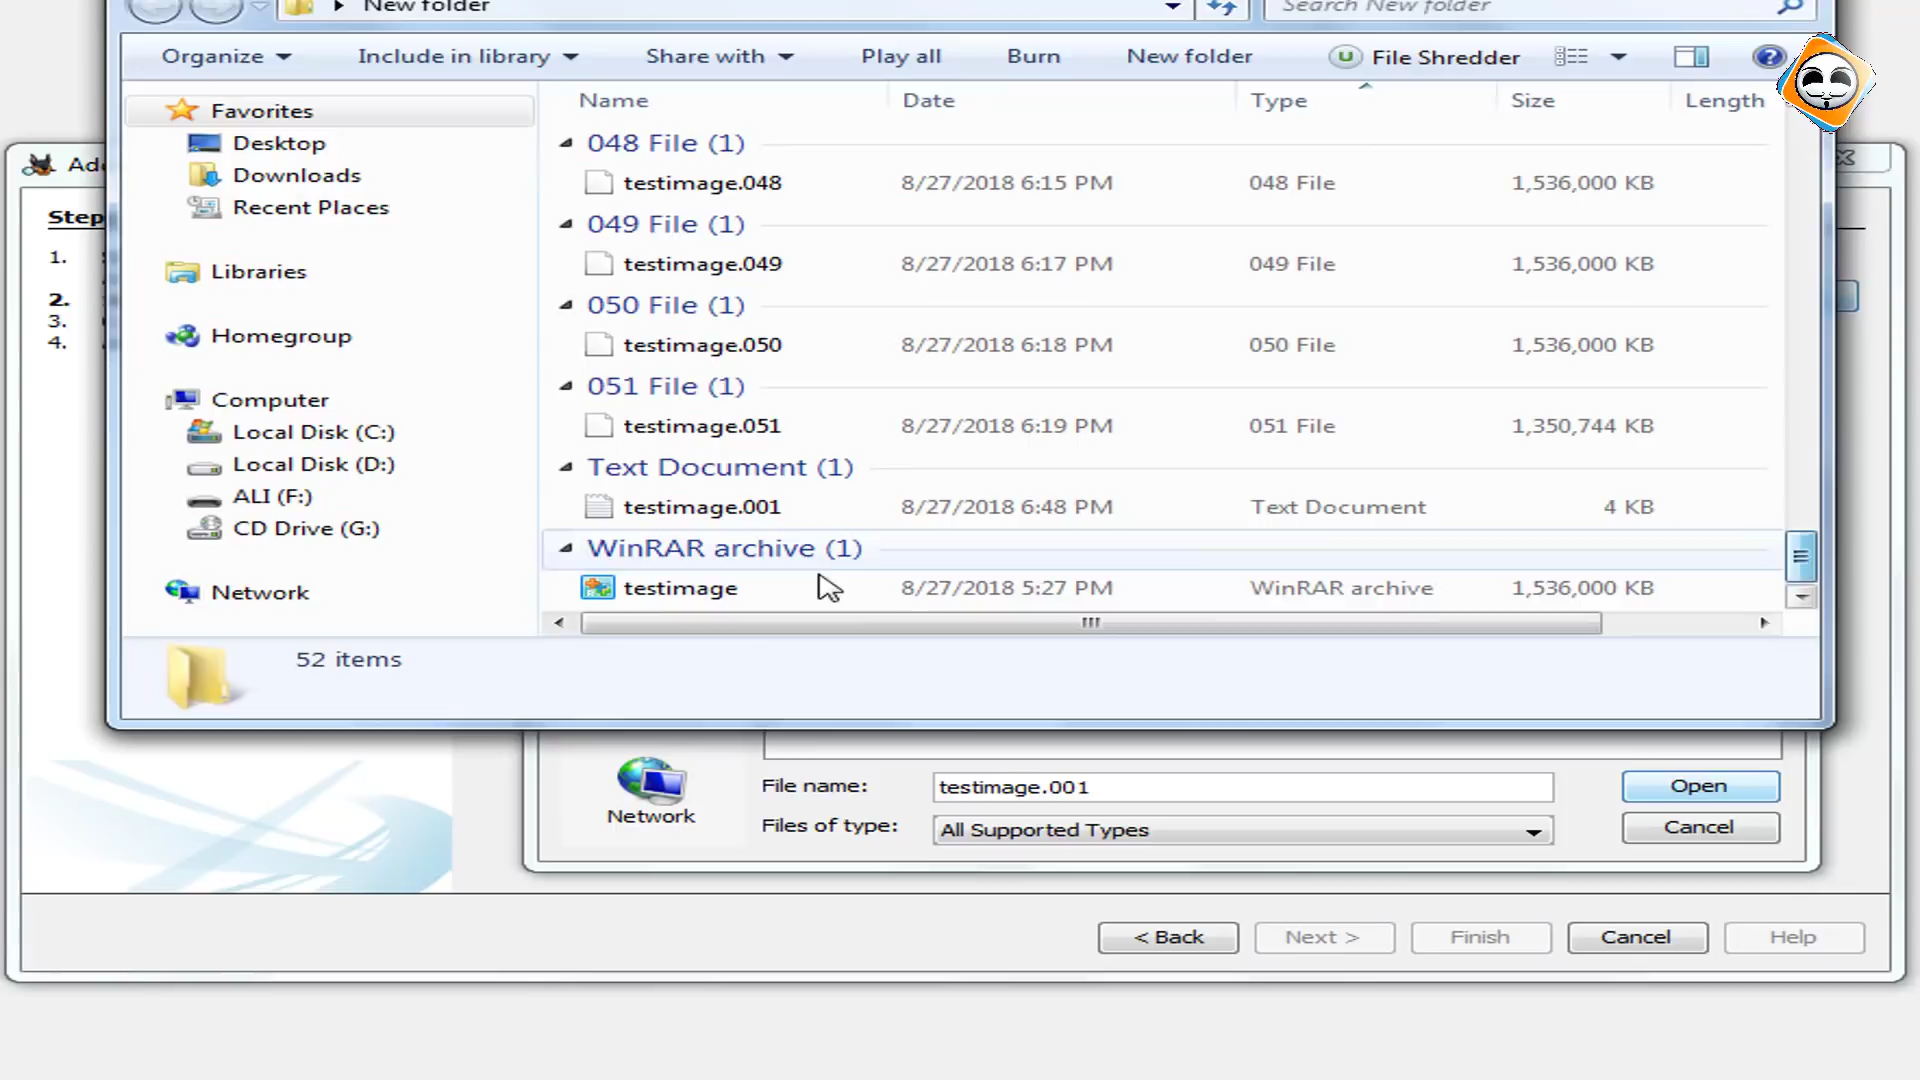 New folder
Search New folder
Organize
Include in library
Share with
Play all
Burn
New folder
File Shredder
Name
Date
Type
Size
Length
Favorites
Desktop
Downloads
Recent Places
Libraries
Homegroup
Computer
Local Disk (C:)
Local Disk (D:)
ALI (F:)
CD Drive (G:)
Network
048 File (1)
testimage.048 8/27/2018 6:15 PM 048 File 1,536,000 KB
049 File (1)
testimage.049 8/27/2018 6:17 PM 049 File 1,536,000 KB
050 File (1)
testimage.050 8/27/2018 6:18 PM 050 File 1,536,000 KB
051 File (1)
testimage.051 8/27/2018 6:19 PM 051 File 1,350,744 KB
Text Document (1)
testimage.001 8/27/2018 6:48 PM Text Document 4 KB
WinRAR archive (1)
testimage 8/27/2018 5:27 PM WinRAR archive 1,536,000 KB
52 items
Step
1.
2.
3.
4.
Network
File name: testimage.001 Open
Files of type: All Supported Types Cancel
< Back Next > Finish Cancel Help